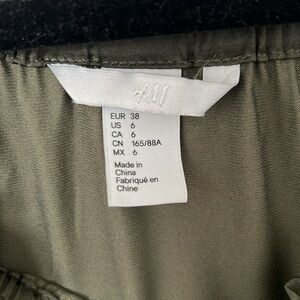 H&M
EUR 38
US 6
CA 6
CN 165/88A
MX 6
Made in
China
Fabriqué en
Chine